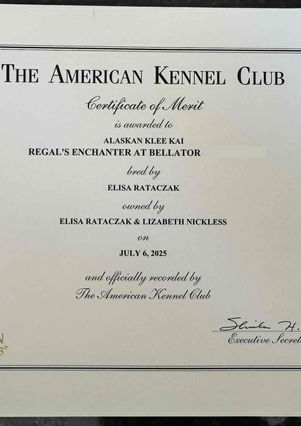 THE AMERICAN KENNEL CLUB
Certificate of Merit
is awarded to
ALASKAN KLEE KAI
REGAL'S ENCHANTER AT BELLATOR
bred by
ELISA RATACZAK
owned by
ELISA RATACZAK & LIZABETH NICKLESS
on
JULY 6, 2025
and officially recorded by
The American Kennel Club
Executive Secre